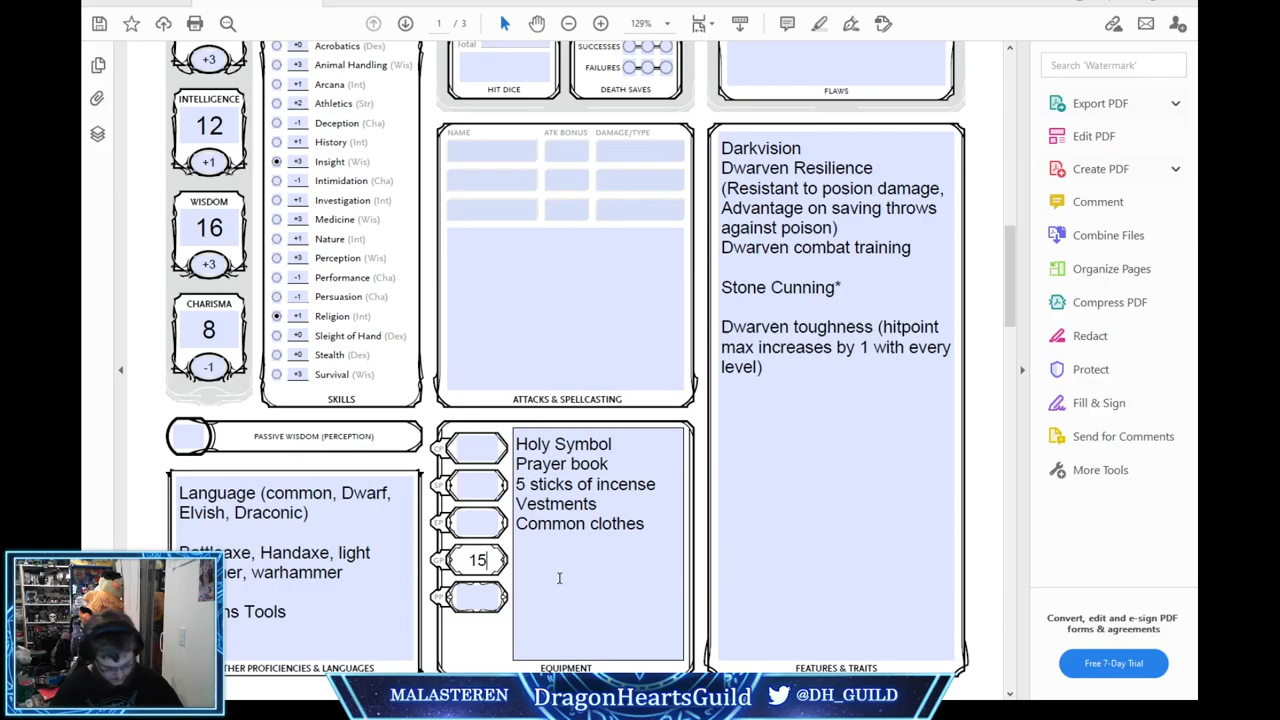 1 / 3
129%
+3
INTELLIGENCE
12
+1
WISDOM
16
+3
CHARISMA
8
-1
+0 Acrobatics (Dex)
+3 Animal Handling (Wis)
+1 Arcana (Int)
+2 Athletics (Str)
-1 Deception (Cha)
+1 History (Int)
+3 Insight (Wis)
-1 Intimidation (Cha)
+1 Investigation (Int)
+3 Medicine (Wis)
+1 Nature (Int)
+3 Perception (Wis)
-1 Performance (Cha)
-1 Persuasion (Cha)
+1 Religion (Int)
+0 Sleight of Hand (Dex)
+0 Stealth (Dex)
+3 Survival (Wis)
SKILLS
PASSIVE WISDOM (PERCEPTION)
Language (common, Dwarf,
Elvish, Draconic)
Battleaxe, Handaxe, light
warhammer
Tools
PROFICIENCIES & LANGUAGES
Total
HIT DICE
SUCCESSES
FAILURES
DEATH SAVES
NAME ATK BONUS DAMAGE/TYPE
ATTACKS & SPELLCASTING
CP
SP
EP
GP
PP
15
Holy Symbol
Prayer book
5 sticks of incense
Vestments
Common clothes
EQUIPMENT
FLAWS
Darkvision
Dwarven Resilience
(Resistant to posion damage,
Advantage on saving throws
against poison)
Dwarven combat training
Stone Cunning*
Dwarven toughness (hitpoint
max increases by 1 with every
level)
FEATURES & TRAITS
Search 'Watermark'
Export PDF
Edit PDF
Create PDF
Comment
Combine Files
Organize Pages
Compress PDF
Redact
Protect
Fill & Sign
Send for Comments
More Tools
Convert, edit and e-sign PDF
forms & agreements
Free 7-Day Trial
MALASTEREN DragonHeartsGuild @DH_GUILD